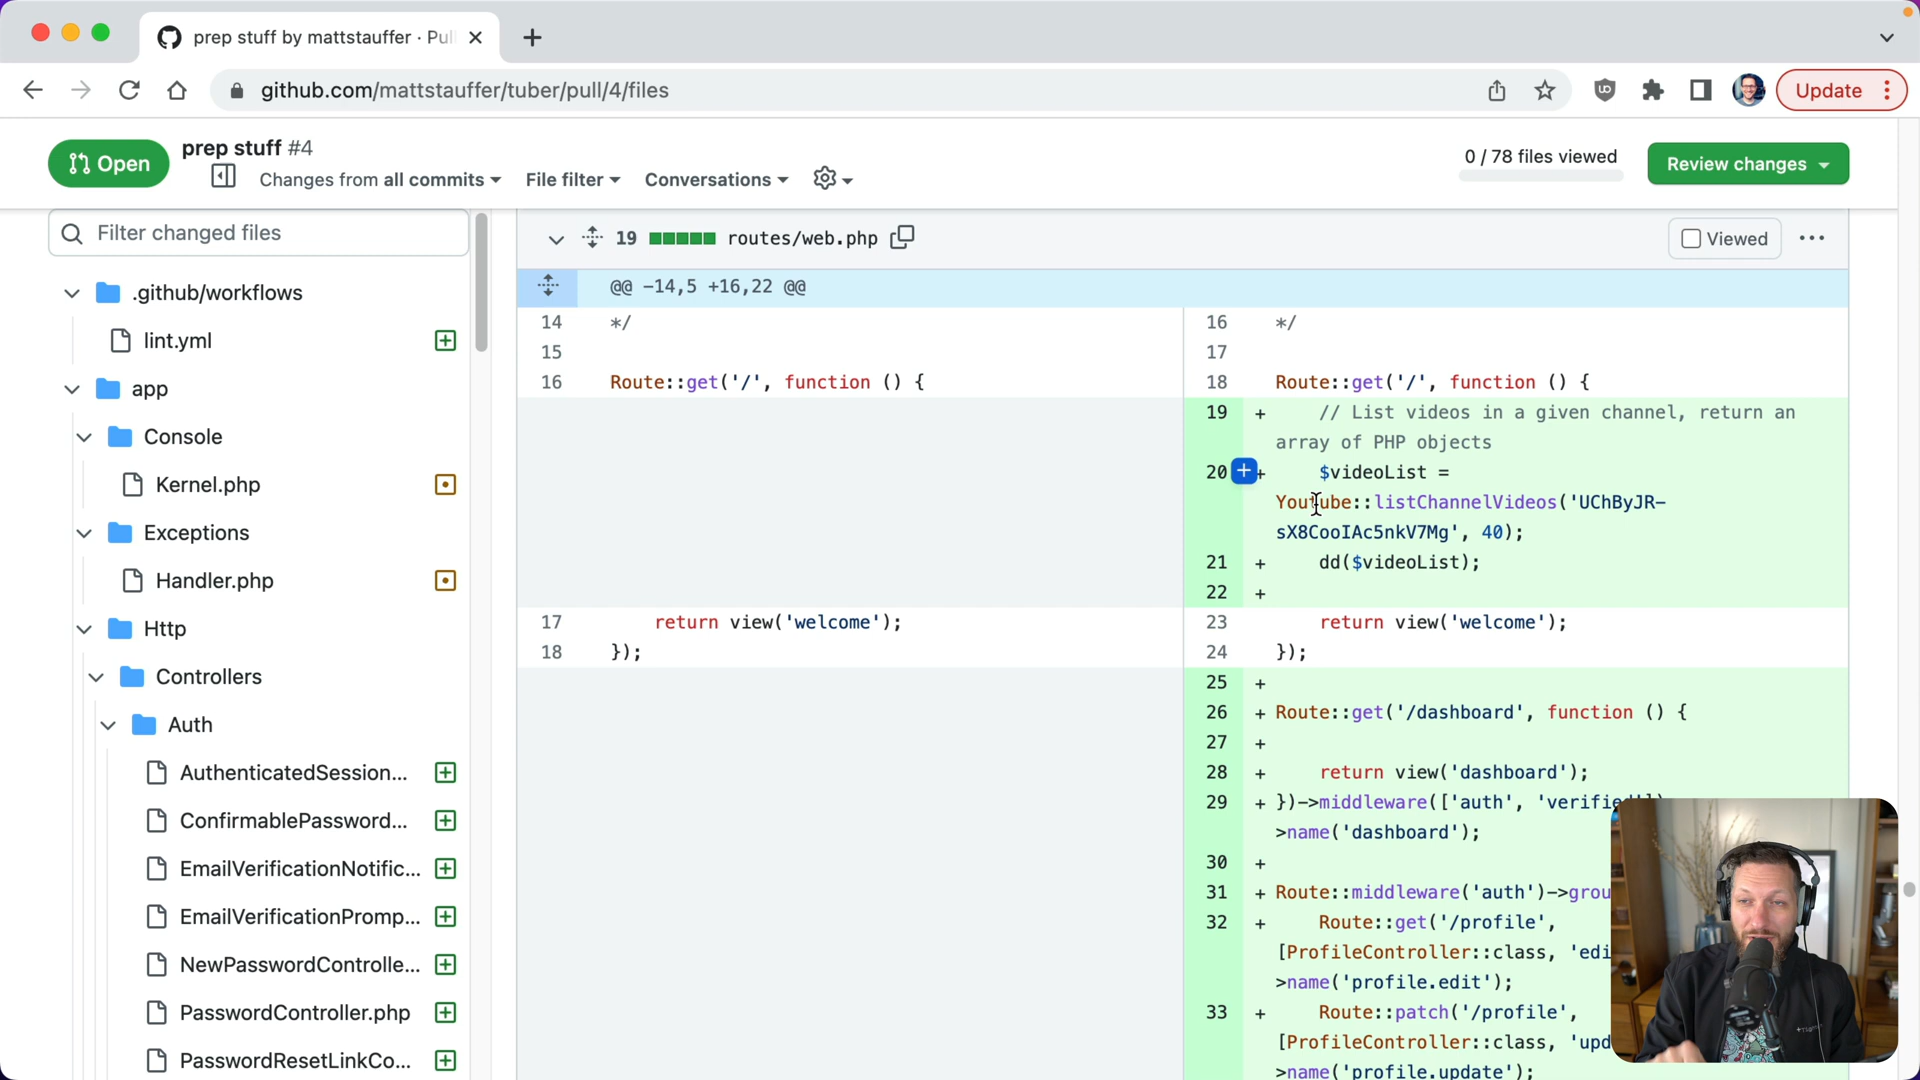 prep stuff by mattstauffer · Pul
github.com/mattstauffer/tuber/pull/4/files
Update
Open
prep stuff #4
Changes from all commits
File filter
Conversations
0 / 78 files viewed
Review changes
Filter changed files
.github/workflows
lint.yml
app
Console
Kernel.php
Exceptions
Handler.php
Http
Controllers
Auth
AuthenticatedSession...
ConfirmablePassword...
EmailVerificationNotific...
EmailVerificationPromp...
NewPasswordControlle...
PasswordController.php
PasswordResetLinkCo...
19 routes/web.php
Viewed
@@ -14,5 +16,22 @@
14 */
15
16 Route::get('/', function () {
17 return view('welcome');
18 });
16 */
17
18 Route::get('/', function () {
19 + // List videos in a given channel, return an
array of PHP objects
20 + $videoList =
Youtube::listChannelVideos('UChByJR-
sX8CooIAc5nkV7Mg', 40);
21 + dd($videoList);
22 +
23 return view('welcome');
24 });
25 +
26 + Route::get('/dashboard', function () {
27 +
28 + return view('dashboard');
29 + })->middleware(['auth', 'verified'])
>name('dashboard');
30 +
31 + Route::middleware('auth')->grou
32 + Route::get('/profile',
[ProfileController::class, 'edi
>name('profile.edit');
33 + Route::patch('/profile',
[ProfileController::class, 'upd
>name('profile.update');